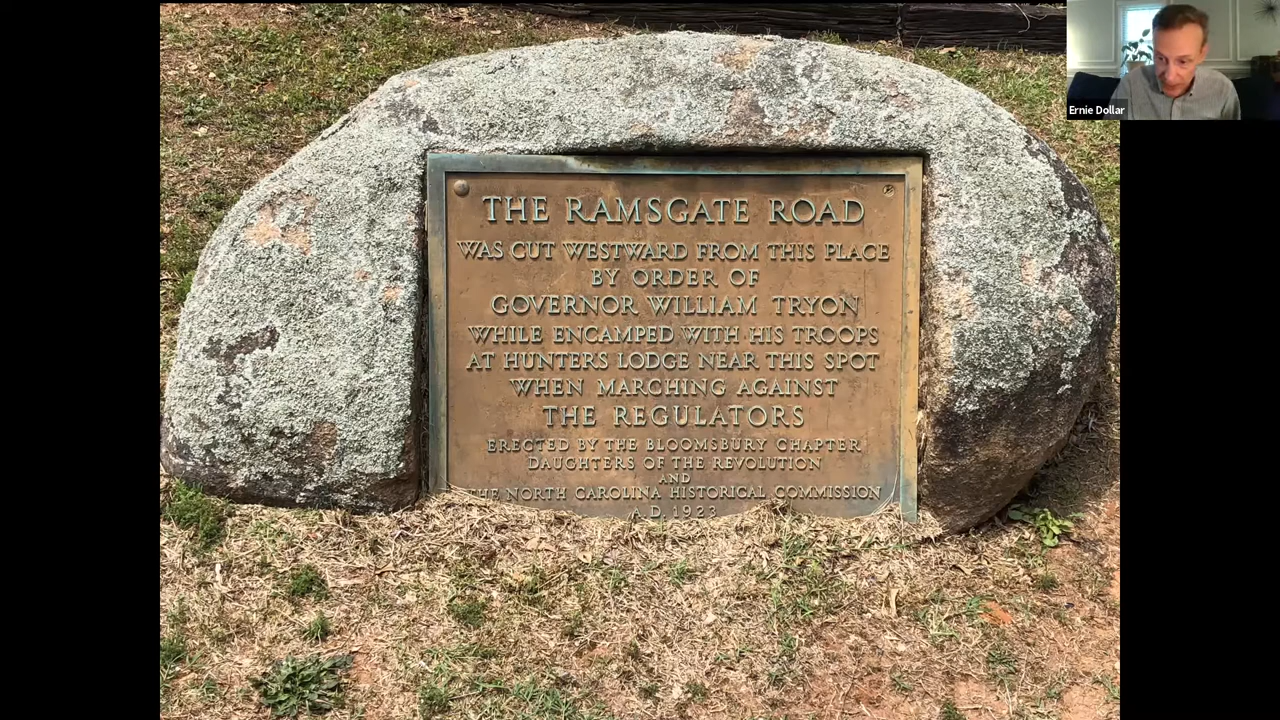 Ernie Dollar
THE RAMSGATE ROAD
WAS CUT WESTWARD FROM THIS PLACE
BY ORDER OF
GOVERNOR WILLIAM TRYON
WHILE ENCAMPED WITH HIS TROOPS
AT HUNTERS LODGE NEAR THIS SPOT
WHEN MARCHING AGAINST
THE REGULATORS
ERECTED BY THE BLOOMSBURY CHAPTER
DAUGHTERS OF THE REVOLUTION
AND
THE NORTH CAROLINA HISTORICAL COMMISSION
A.D. 1923